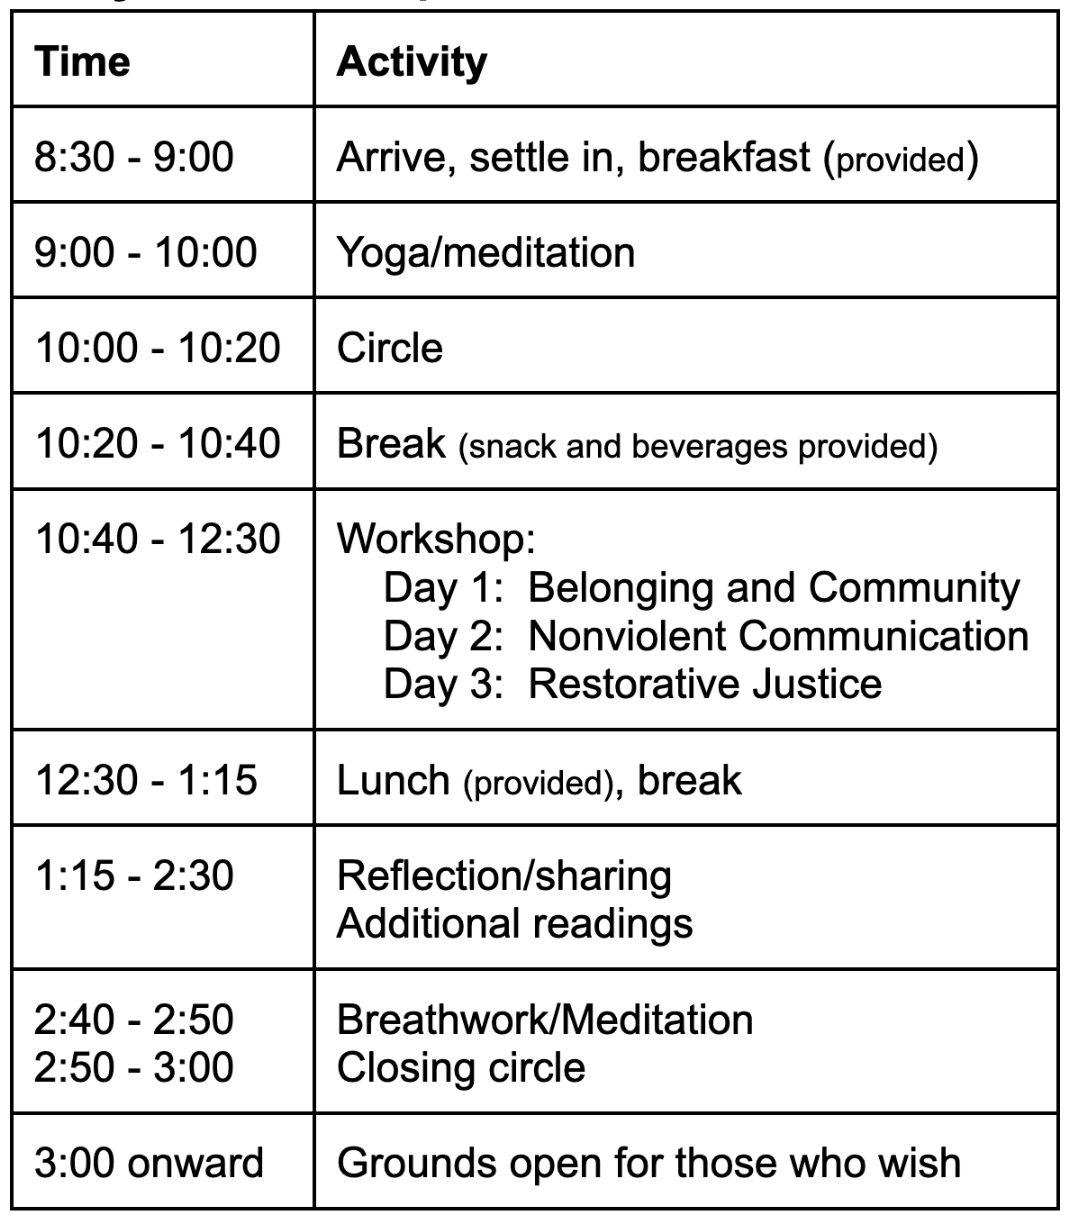 Time Activity
8:30 - 9:00 Arrive, settle in, breakfast (provided)
9:00 - 10:00 Yoga/meditation
10:00 - 10:20 Circle
10:20 - 10:40 Break (snack and beverages provided)
10:40 - 12:30 Workshop:
Day 1: Belonging and Community
Day 2: Nonviolent Communication
Day 3: Restorative Justice
12:30 - 1:15 Lunch (provided), break
1:15 - 2:30 Reflection/sharing
Additional readings
2:40 - 2:50 Breathwork/Meditation
2:50 - 3:00 Closing circle
3:00 onward Grounds open for those who wish